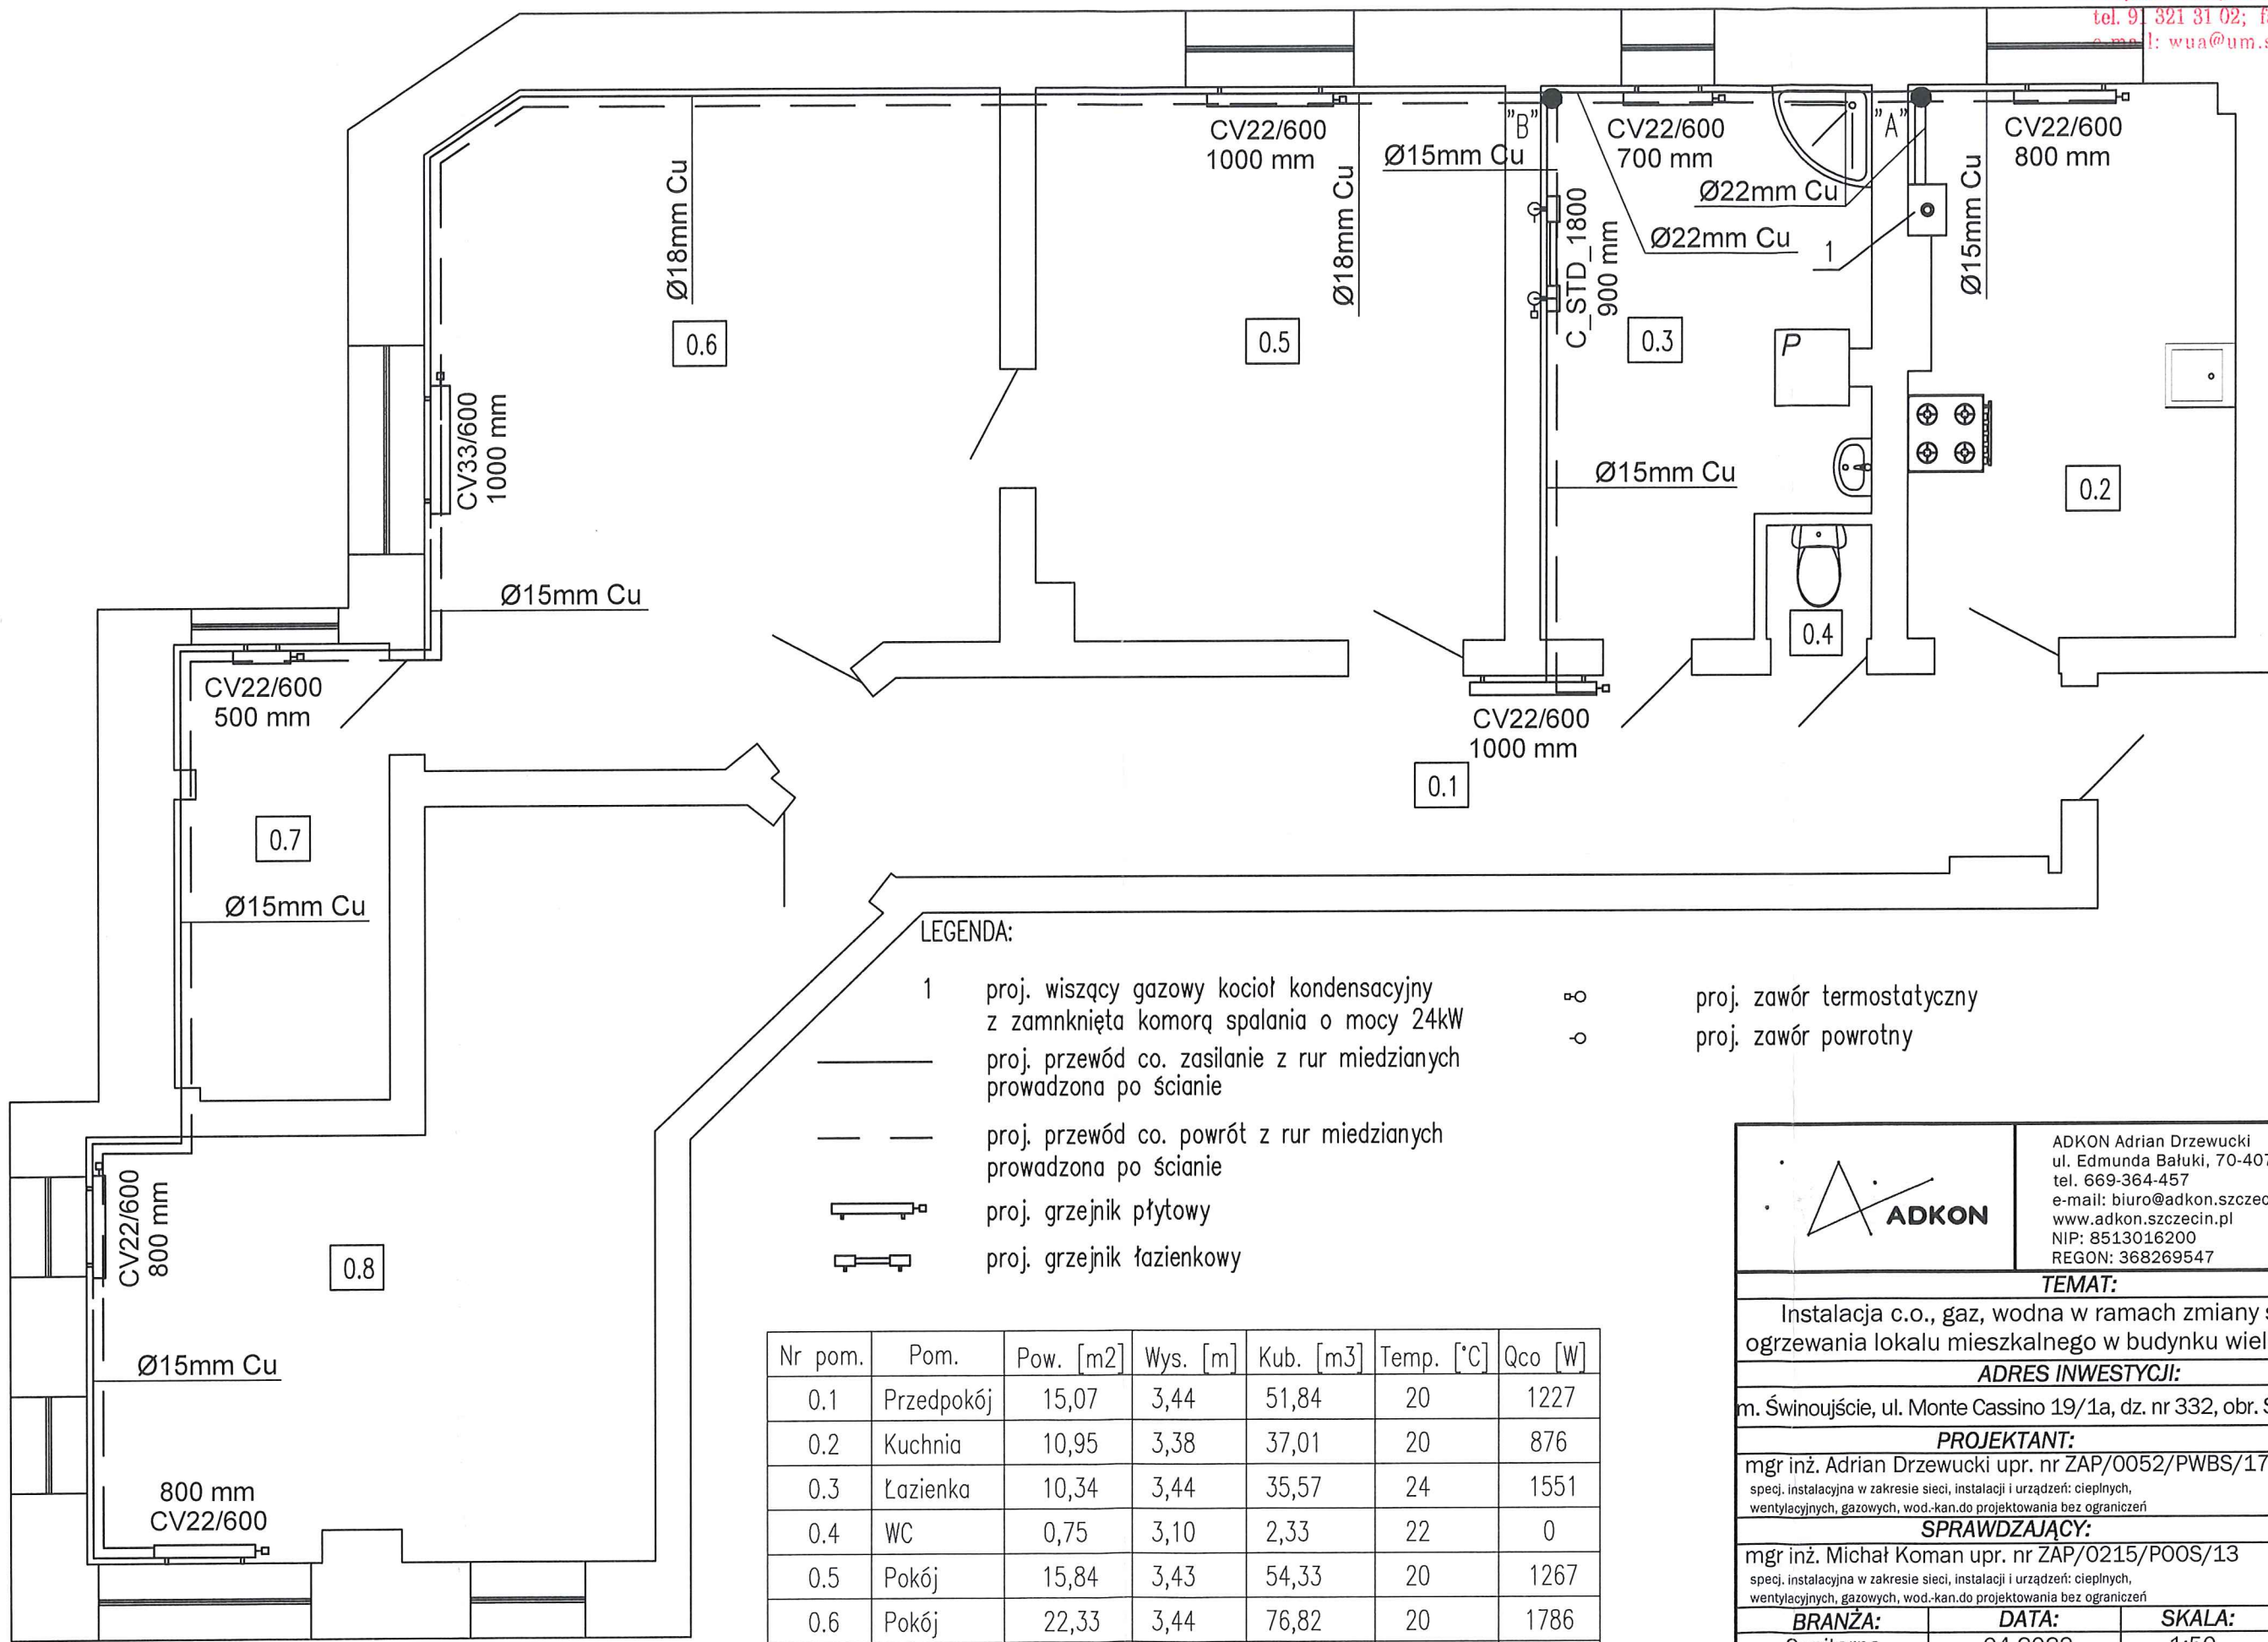 tel. 91 321 31 02;
wua@um.
CV22/600
1000 mm
"B"
CV22/600
700 mm
"A"
CV22/600
800 mm
Ø15mm Cu
Ø22mm Cu
Ø22mm Cu
1
Ø15mm Cu
Ø18mm Cu
Ø18mm Cu
C_STD_1800
900 mm
0.6
0.5
0.3
P
CV33/600
1000 mm
Ø15mm Cu
0.2
Ø15mm Cu
0.4
CV22/600
500 mm
CV22/600
1000 mm
0.1
0.7
Ø15mm Cu
LEGENDA:
1 proj. wiszący gazowy kocioł kondensacyjny
z zamnknięta komorą spalania o mocy 24kW
proj. przewód co. zasilanie z rur miedzianych
prowadzona po ścianie
proj. przewód co. powrót z rur miedzianych
prowadzona po ścianie
proj. grzejnik płytowy
proj. grzejnik łazienkowy
proj. zawór termostatyczny
proj. zawór powrotny
CV22/600
800 mm
0.8
Ø15mm Cu
800 mm
CV22/600
Nr pom. Pom. Pow. [m2] Wys. [m] Kub. [m3] Temp. [°C] Qco [W]
0.1 Przedpokój 15,07 3,44 51,84 20 1227
0.2 Kuchnia 10,95 3,38 37,01 20 876
0.3 Łazienka 10,34 3,44 35,57 24 1551
0.4 WC 0,75 3,10 2,33 22 0
0.5 Pokój 15,84 3,43 54,33 20 1267
0.6 Pokój 22,33 3,44 76,82 20 1786
ADKON
ADKON Adrian Drzewucki
ul. Edmunda Bałuki, 70-407
tel. 669-364-457
e-mail: biuro@adkon.szczec
www.adkon.szczecin.pl
NIP: 8513016200
REGON: 368269547
TEMAT:
Instalacja c.o., gaz, wodna w ramach zmiany
ogrzewania lokalu mieszkalnego w budynku wiel
ADRES INWESTYCJI:
m. Świnoujście, ul. Monte Cassino 19/1a, dz. nr 332, obr.
PROJEKTANT:
mgr inż. Adrian Drzewucki upr. nr ZAP/0052/PWBS/17
specj. instalacyjna w zakresie sieci, instalacji i urządzeń: cieplnych,
wentylacyjnych, gazowych, wod.-kan.do projektowania bez ograniczeń
SPRAWDZAJĄCY:
mgr inż. Michał Koman upr. nr ZAP/0215/POOS/13
specj. instalacyjna w zakresie sieci, instalacji i urządzeń: cieplnych,
wentylacyjnych, gazowych, wod.-kan.do projektowania bez ograniczeń
BRANŻA: DATA: SKALA: